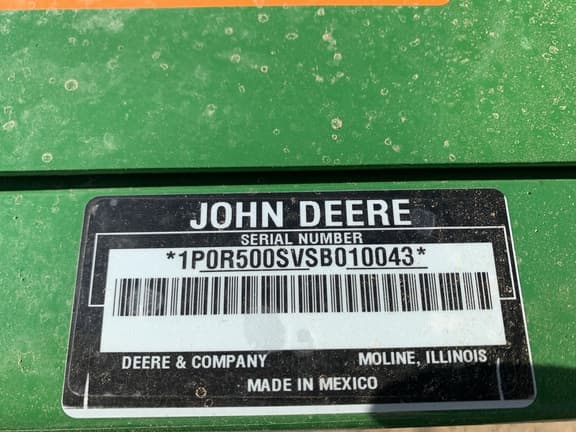 JOHN DEERE
SERIAL NUMBER
*1P0R500SVSB010043*
DEERE & COMPANY MOLINE, ILLINOIS
MADE IN MEXICO